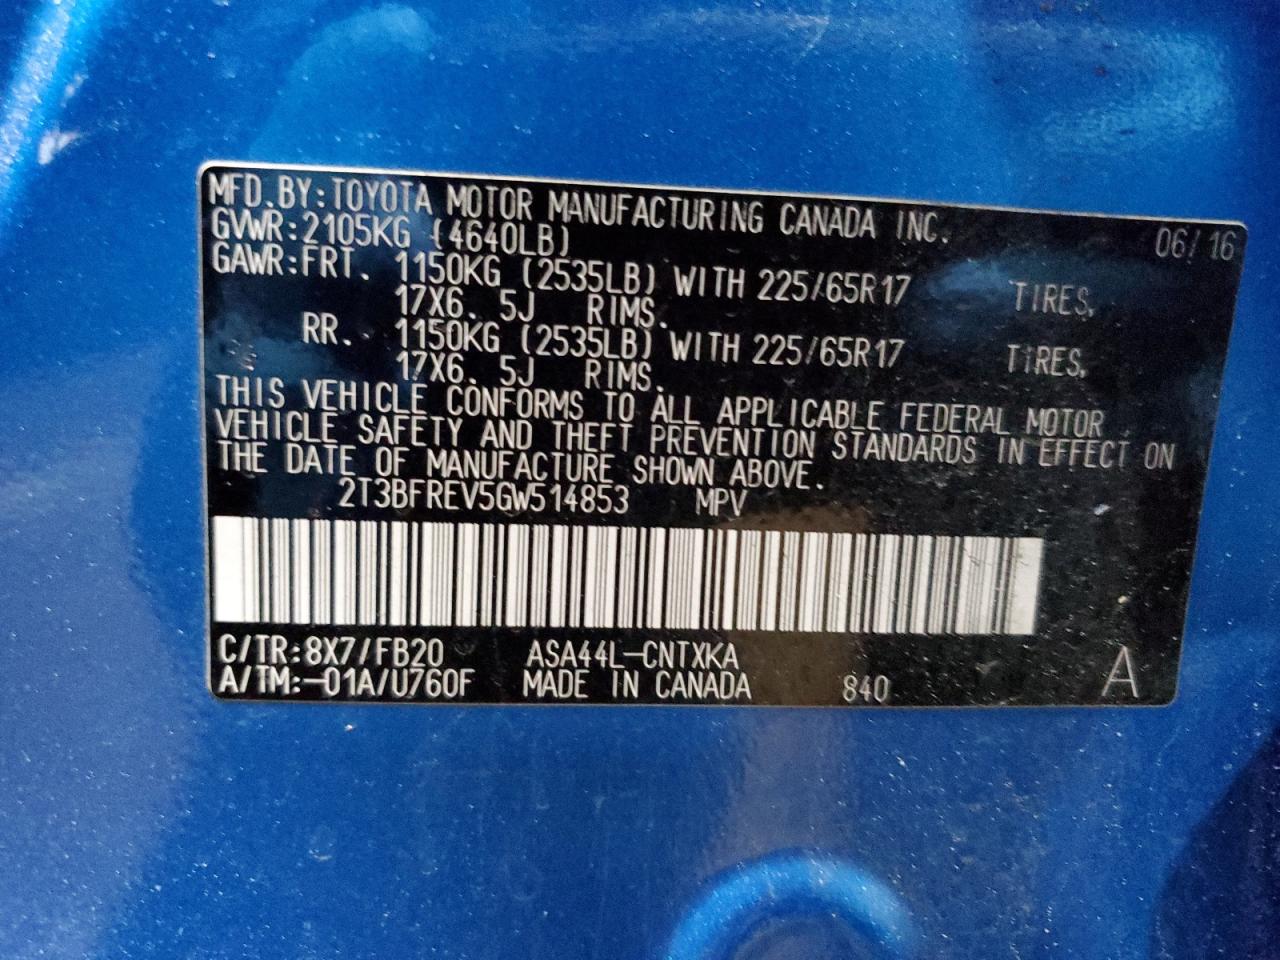 MFD.BY:TOYOTA MOTOR MANUFACTURING CANADA INC.
GVWR:2105KG (4640LB) 06/16
GAWR:FRT. 1150KG (2535LB) WITH 225/65R17 TIRES,
17X6.5J RIMS.
RR. 1150KG (2535LB) WITH 225/65R17 TIRES,
17X6.5J RIMS.
THIS VEHICLE CONFORMS TO ALL APPLICABLE FEDERAL MOTOR
VEHICLE SAFETY AND THEFT PREVENTION STANDARDS IN EFFECT ON
THE DATE OF MANUFACTURE SHOWN ABOVE.
2T3BFREV5GW514853 MPV
C/TR:8X7/FB20 ASA44L-CNTXKA
A/TM:-01A/U760F MADE IN CANADA 840 A